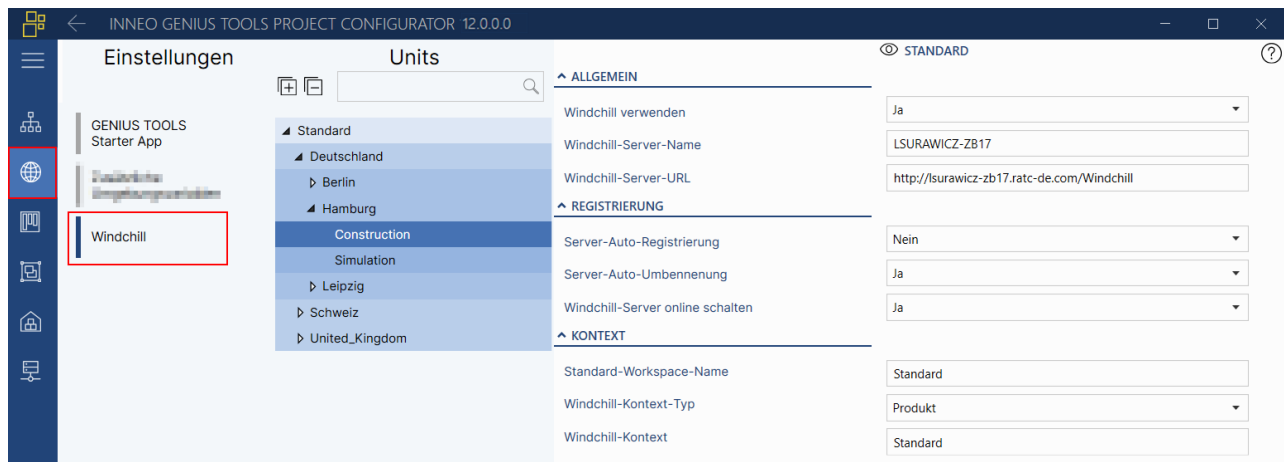 INNEO GENIUS TOOLS PROJECT CONFIGURATOR 12.0.0.0
Einstellungen
GENIUS TOOLS
Starter App
Windchill
Units
Standard
Deutschland
Berlin
Hamburg
Construction
Simulation
Leipzig
Schweiz
United_Kingdom
STANDARD
?
ALLGEMEIN
Windchill verwenden
Ja
Windchill-Server-Name
LSURAWICZ-ZB17
Windchill-Server-URL
http://lsurawicz-zb17.ratc-de.com/Windchill
REGISTRIERUNG
Server-Auto-Registrierung
Nein
Server-Auto-Umbennenung
Ja
Windchill-Server online schalten
Ja
KONTEXT
Standard-Workspace-Name
Standard
Windchill-Kontext-Typ
Produkt
Windchill-Kontext
Standard